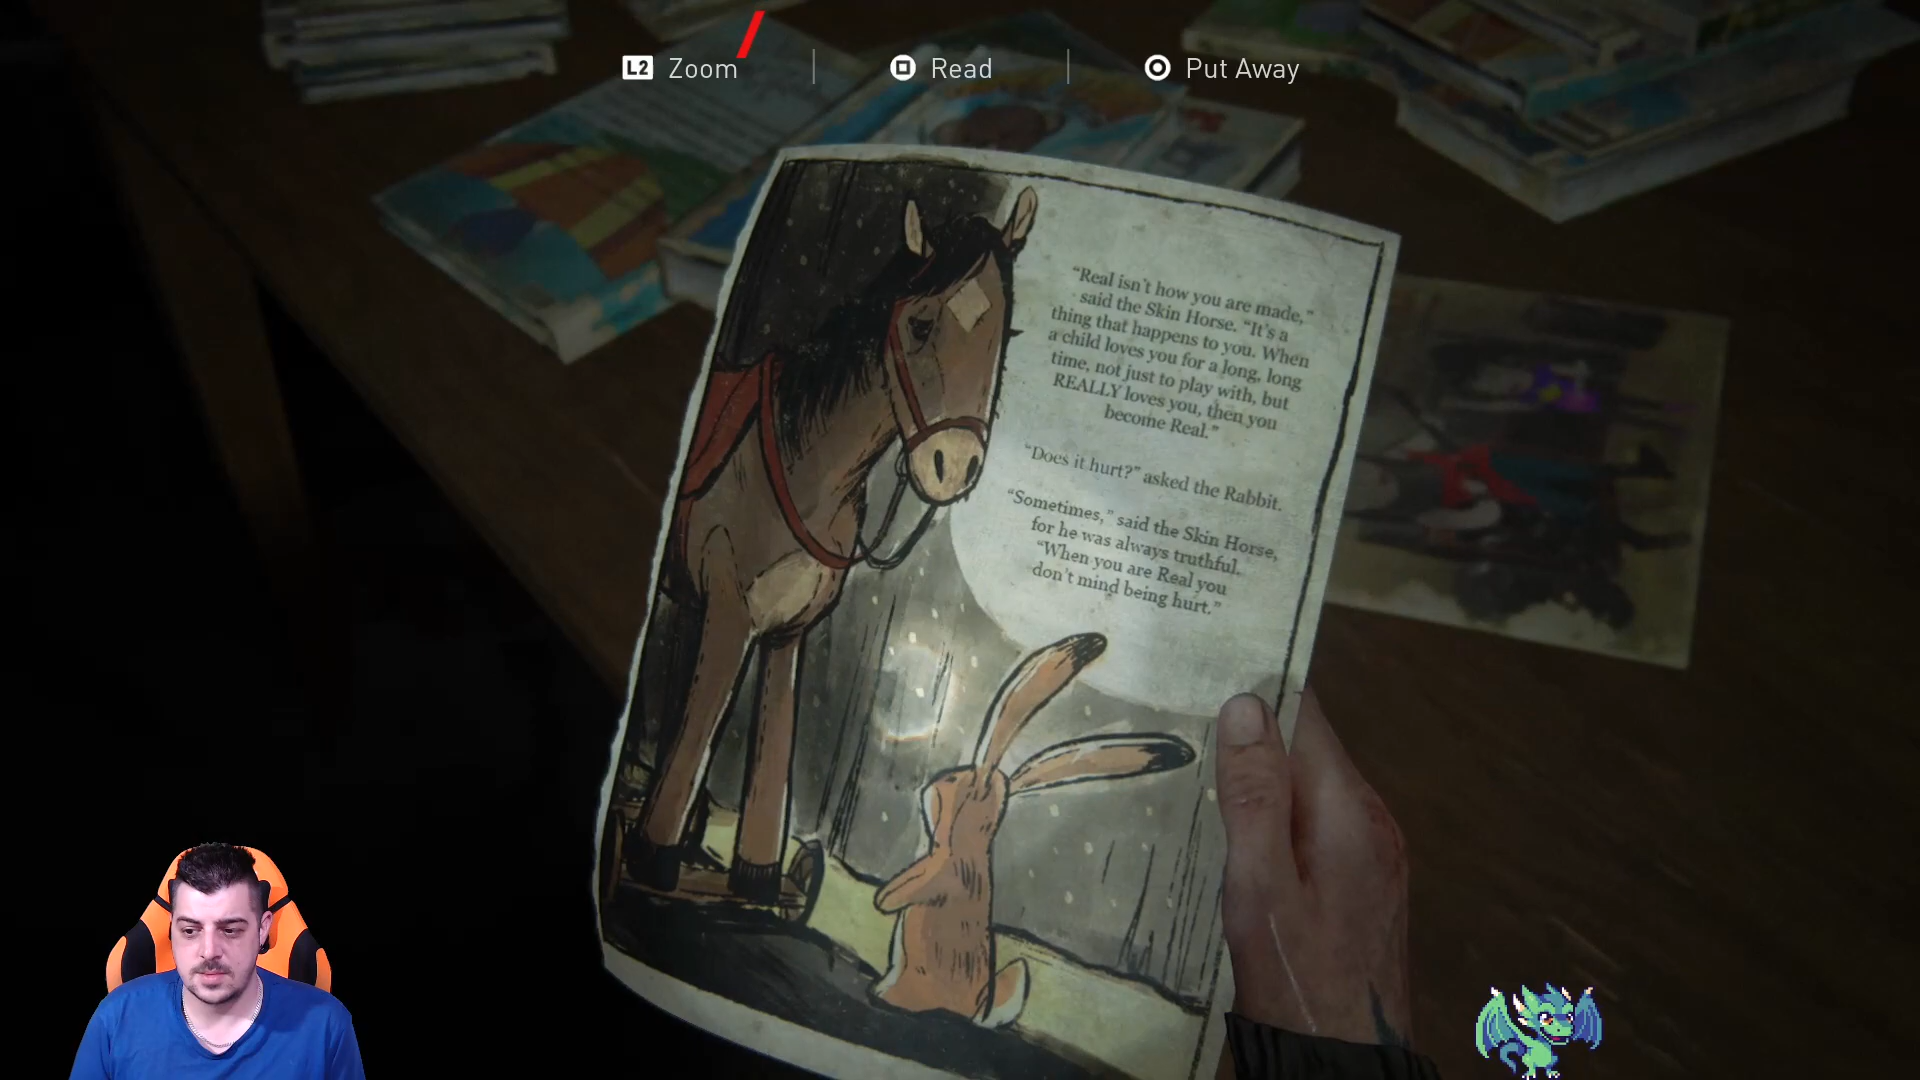 L2 Zoom
Read
Put Away
“Real isn’t how you are made,”
said the Skin Horse. “It’s a
thing that happens to you. When
a child loves you for a long, long
time, not just to play with, but
REALLY loves you, then you
become Real.”
“Does it hurt?” asked the Rabbit.
“Sometimes,” said the Skin Horse,
for he was always truthful.
“When you are Real you
don’t mind being hurt.”